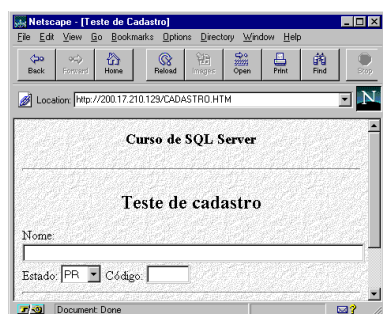 Netscape - [Teste de Cadastro]
File Edit View Go Bookmarks Options Directory Window Help
Back Forward Home Reload Images Open Print Find Stop
Location: http://200.17.210.129/CADASTRO.HTM N
Curso de SQL Server
Teste de cadastro
Nome:
Estado: PR Código:
Document: Done